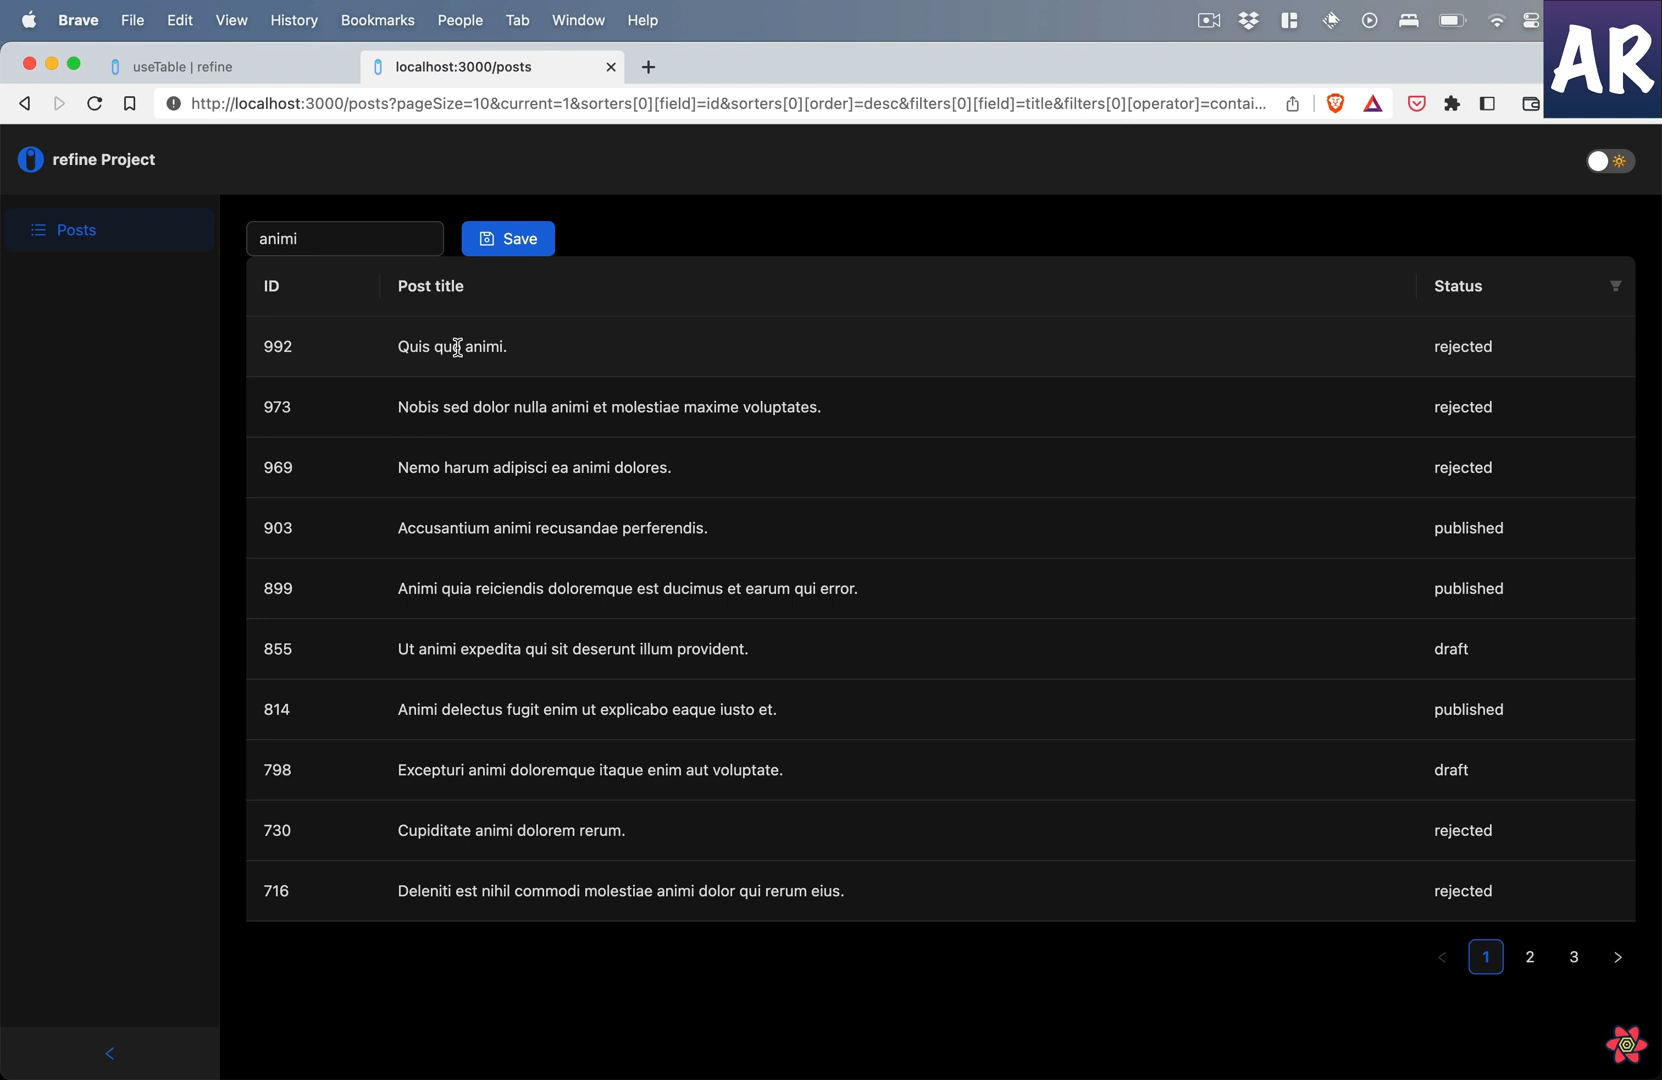 Brave File Edit View History Bookmarks People Tab Window Help
AR
useTable | refine
localhost:3000/posts
http://localhost:3000/posts?pageSize=10&current=1&sorters[0][field]=id&sorters[0][order]=desc&filters[0][field]=title&filters[0][operator]=contai...
refine Project
Posts
animi
Save
ID Post title Status
992 Quis quo animi. rejected
973 Nobis sed dolor nulla animi et molestiae maxime voluptates. rejected
969 Nemo harum adipisci ea animi dolores. rejected
903 Accusantium animi recusandae perferendis. published
899 Animi quia reiciendis doloremque est ducimus et earum qui error. published
855 Ut animi expedita qui sit deserunt illum provident. draft
814 Animi delectus fugit enim ut explicabo eaque iusto et. published
798 Excepturi animi doloremque itaque enim aut voluptate. draft
730 Cupiditate animi dolorem rerum. rejected
716 Deleniti est nihil commodi molestiae animi dolor qui rerum eius. rejected
1 2 3